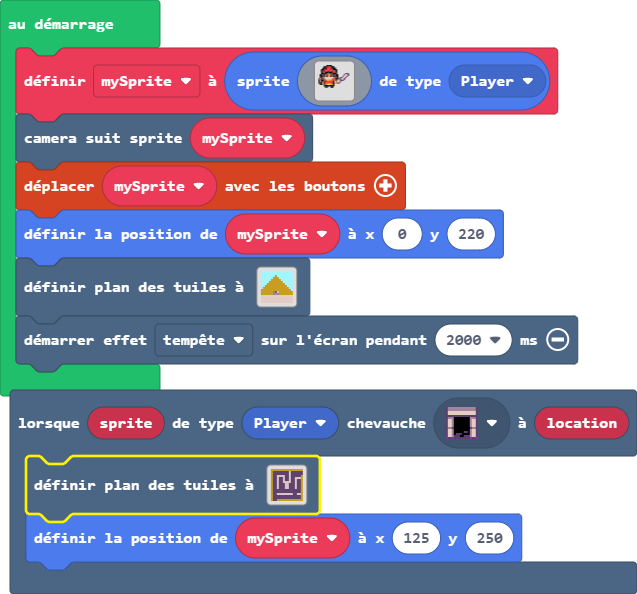 au démarrage
définir mySprite à sprite de type Player
camera suit sprite mySprite
déplacer mySprite avec les boutons
définir la position de mySprite à x 0 y 220
définir plan des tuiles à
démarrer effet tempête sur l'écran pendant 2000 ms
lorsque sprite de type Player chevauche à location
définir plan des tuiles à
définir la position de mySprite à x 125 y 250